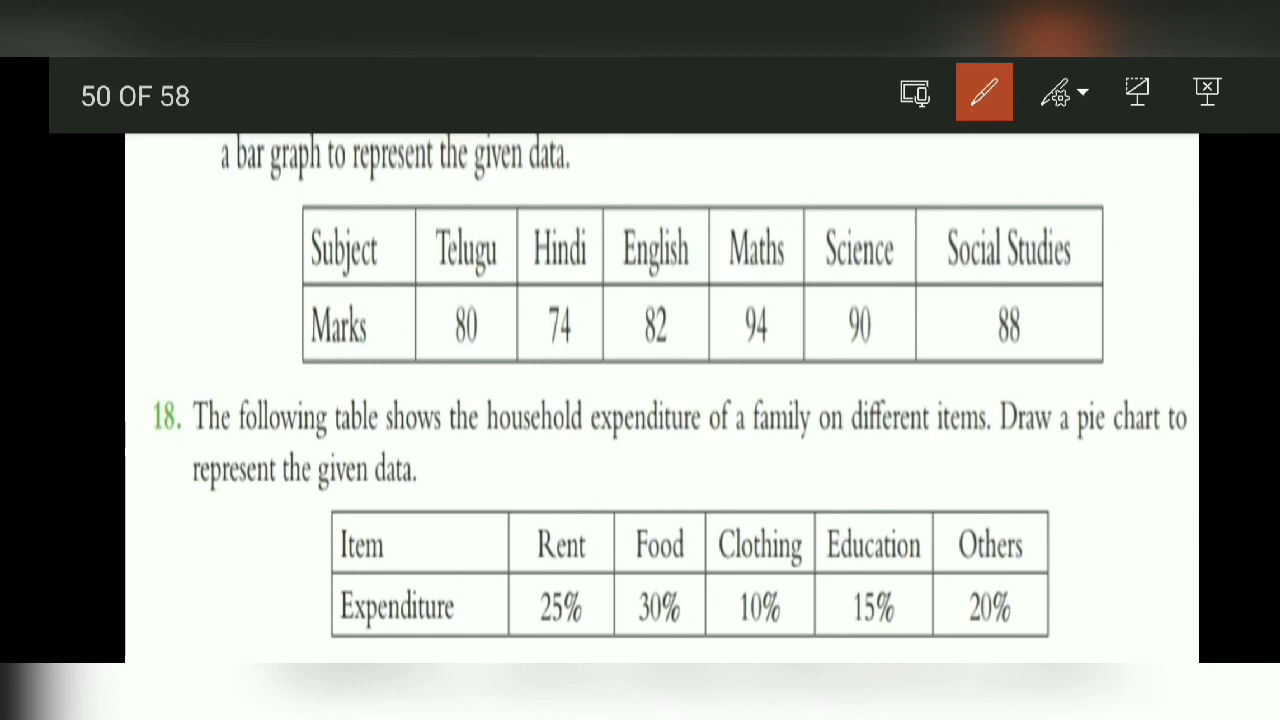 50 OF 58
a bar graph to represent the given data.
Subject Telugu Hindi English Maths Science Social Studies
Marks 80 74 82 94 90 88
18. The following table shows the household expenditure of a family on different items. Draw a pie chart to
represent the given data.
Item Rent Food Clothing Education Others
Expenditure 25% 30% 10% 15% 20%